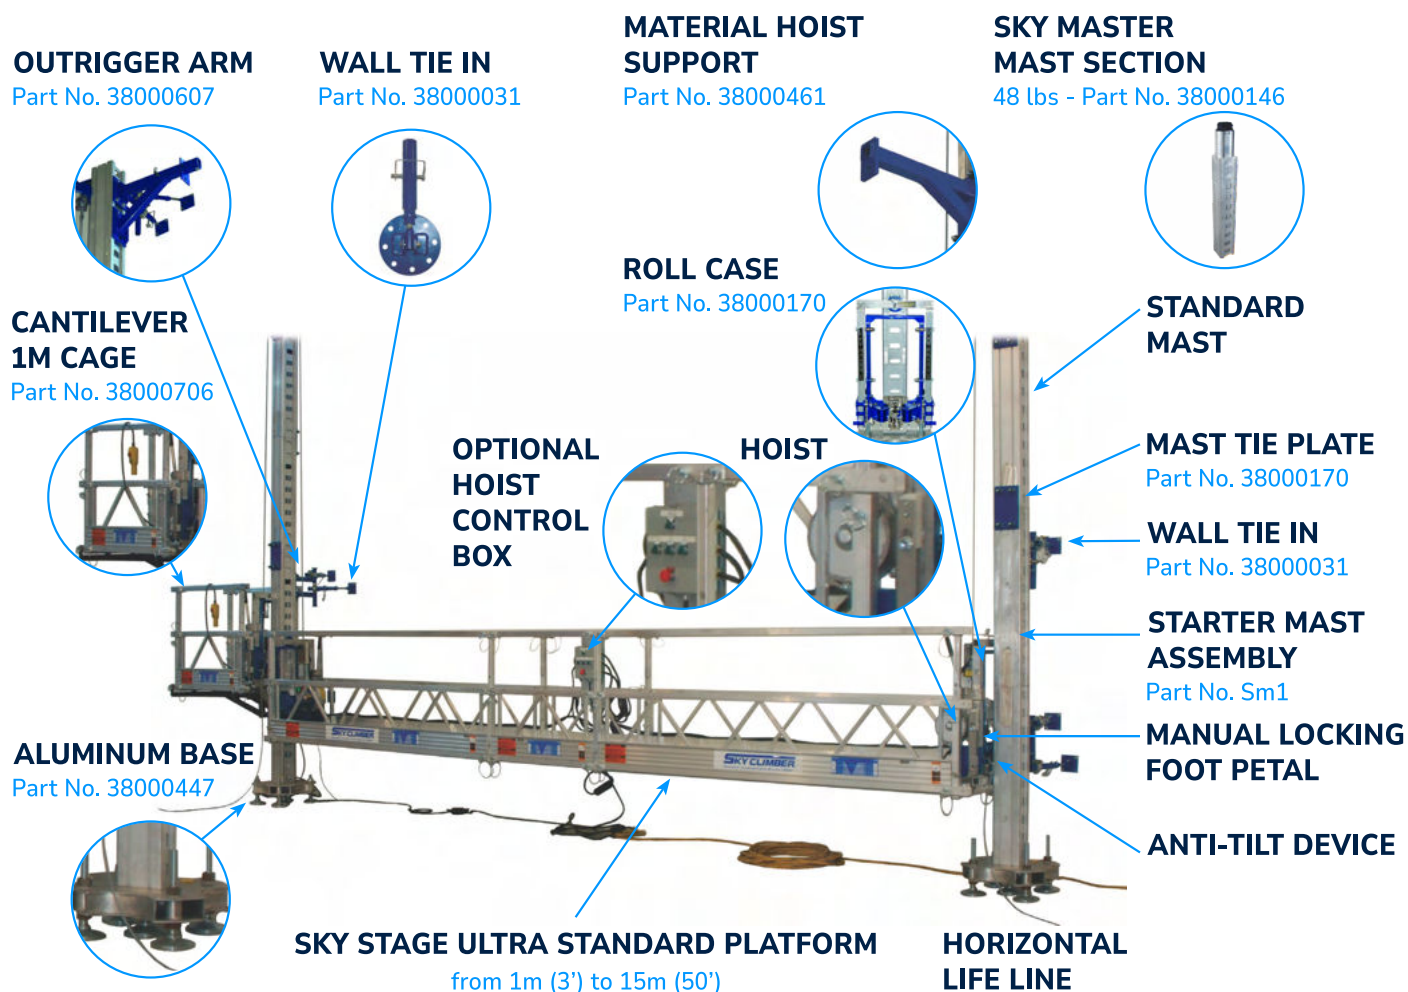 OUTRIGGER ARM
Part No. 38000607
WALL TIE IN
Part No. 38000031
MATERIAL HOIST
SUPPORT
Part No. 38000461
SKY MASTER
MAST SECTION
48 lbs - Part No. 38000146
ROLL CASE
Part No. 38000170
CANTILEVER
1M CAGE
Part No. 38000706
STANDARD
MAST
OPTIONAL
HOIST
CONTROL
BOX
HOIST
MAST TIE PLATE
Part No. 38000170
WALL TIE IN
Part No. 38000031
STARTER MAST
ASSEMBLY
Part No. Sm1
MANUAL LOCKING
FOOT PETAL
ANTI-TILT DEVICE
ALUMINUM BASE
Part No. 38000447
SKY CLIMBER
SKY CLIMBER
SKY STAGE ULTRA STANDARD PLATFORM
from 1m (3') to 15m (50')
HORIZONTAL
LIFE LINE